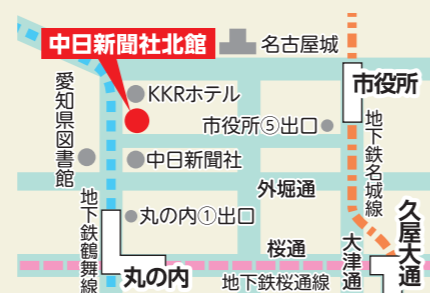 中日新聞社北館
名古屋城
市役所
KKRホテル
愛知県図書館
市役所⑤出口
地下鉄名城線
中日新聞社
外堀通
地下鉄鶴舞線
丸の内①出口
久屋大通
桜通
大津通
丸の内
地下鉄桜通線